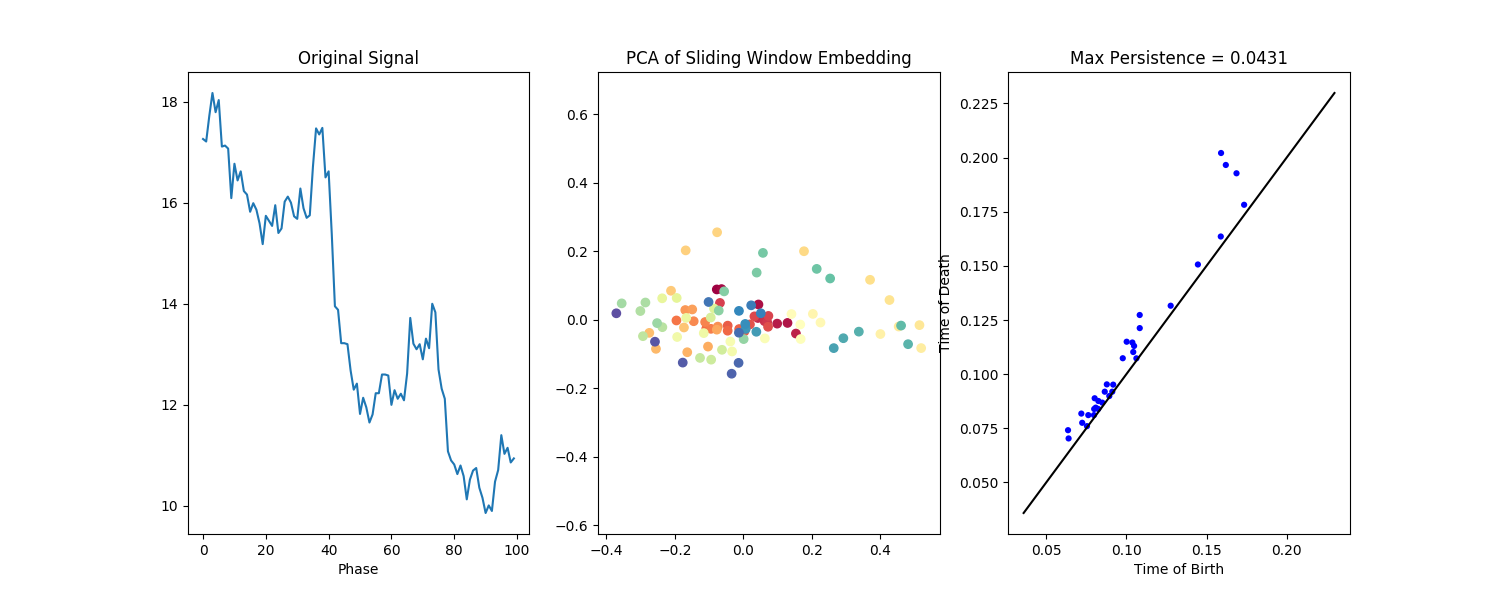 Original Signal
18
16
14
12
10
0 20 40 60 80 100
Phase
PCA of Sliding Window Embedding
0.6
0.4
0.2
0.0
−0.2
−0.4
−0.6
−0.4 −0.2 0.0 0.2 0.4
Max Persistence = 0.0431
Time of Death
0.225
0.200
0.175
0.150
0.125
0.100
0.075
0.050
0.05 0.10 0.15 0.20
Time of Birth